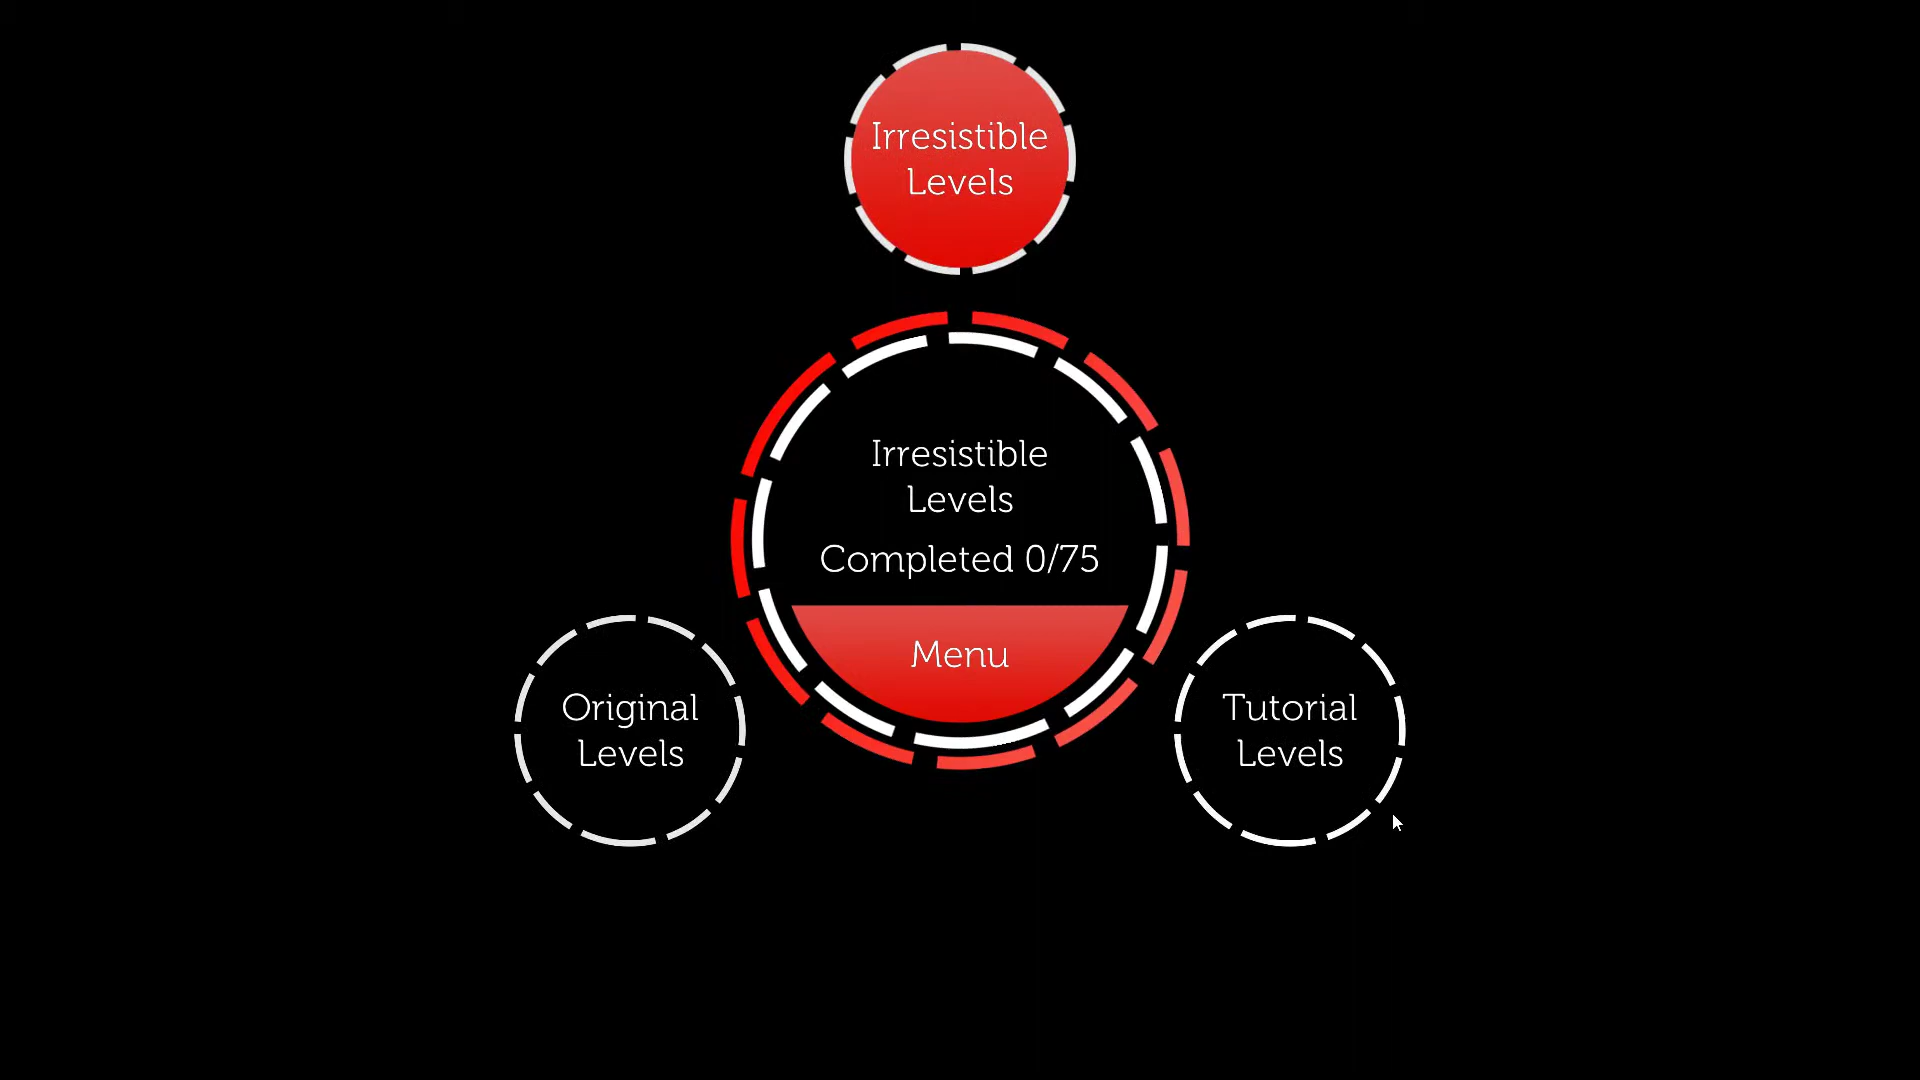 Irresistible
Levels
Irresistible
Levels
Completed 0/75
Menu
Original
Levels
Tutorial
Levels